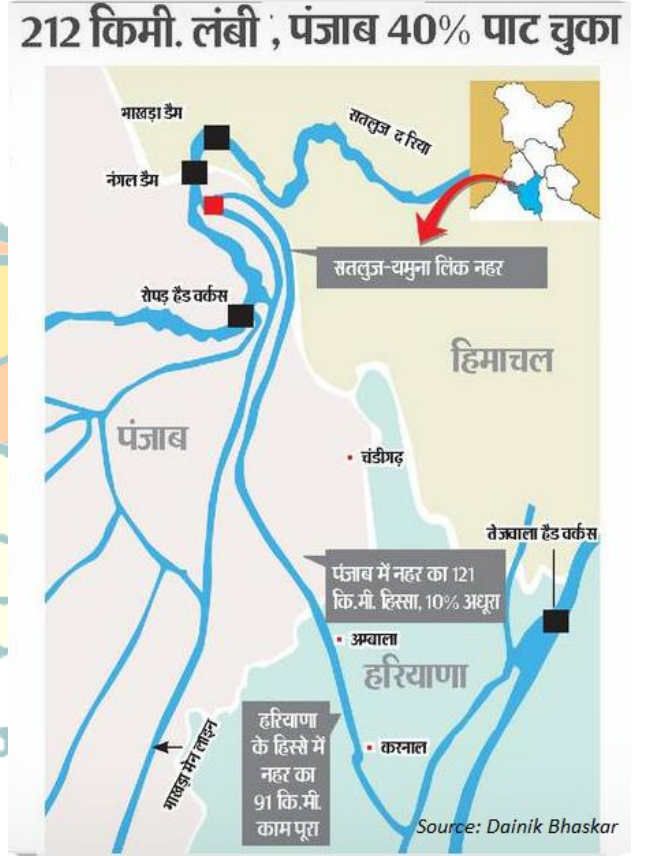 212 किमी. लंबी , पंजाब 40% पाट चुका
भाखड़ा डैम
सतलुज द रिया
नंगल डैम
सतलुज-यमुना लिंक नहर
रोपड़ हैड वर्कस
हिमाचल
पंजाब
चंडीगढ़
तेजवाला हैड वर्कस
पंजाब में नहर का 121
कि.मी. हिस्सा, 10% अधूरा
अम्बाला
हरियाणा
हरियाणा
के हिस्से में
नहर का
91 कि.मी.
काम पूरा
करनाल
भाखड़ा मेन लाइन
Source: Dainik Bhaskar